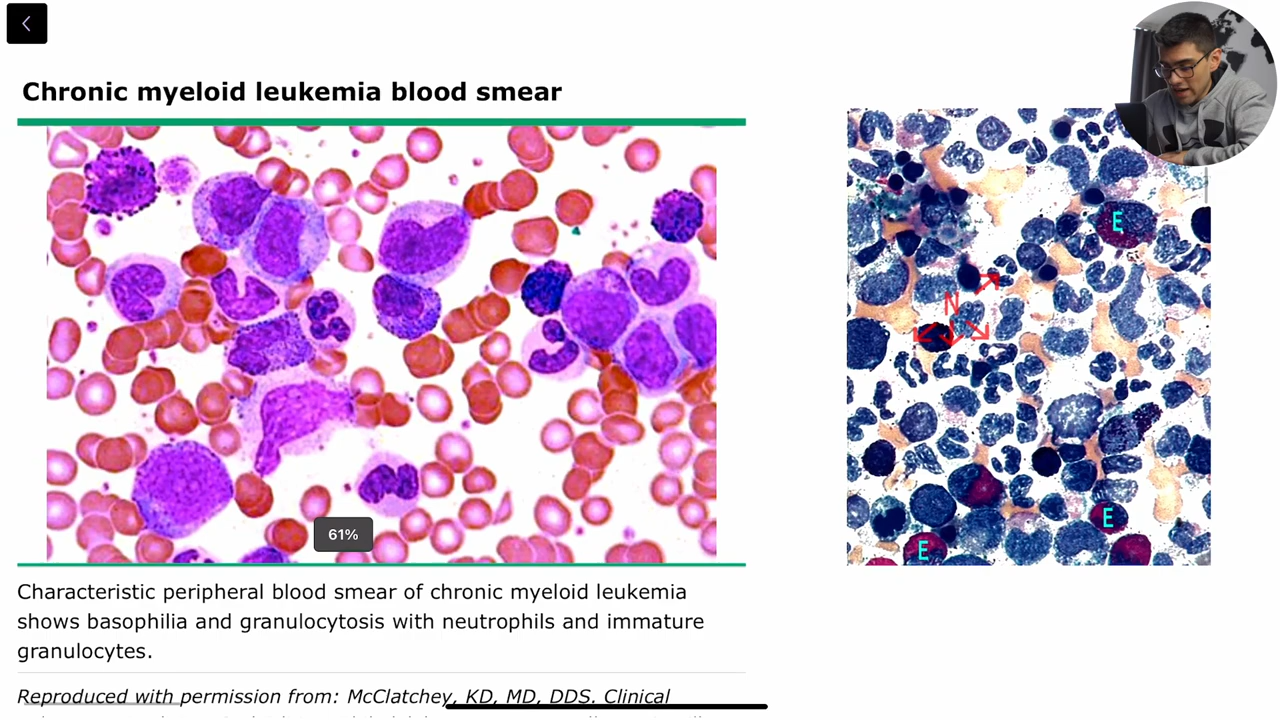 Chronic myeloid leukemia blood smear
E
N
61%
E
E
Characteristic peripheral blood smear of chronic myeloid leukemia
shows basophilia and granulocytosis with neutrophils and immature
granulocytes.
Reproduced with permission from: McClatchey, KD, MD, DDS. Clinical